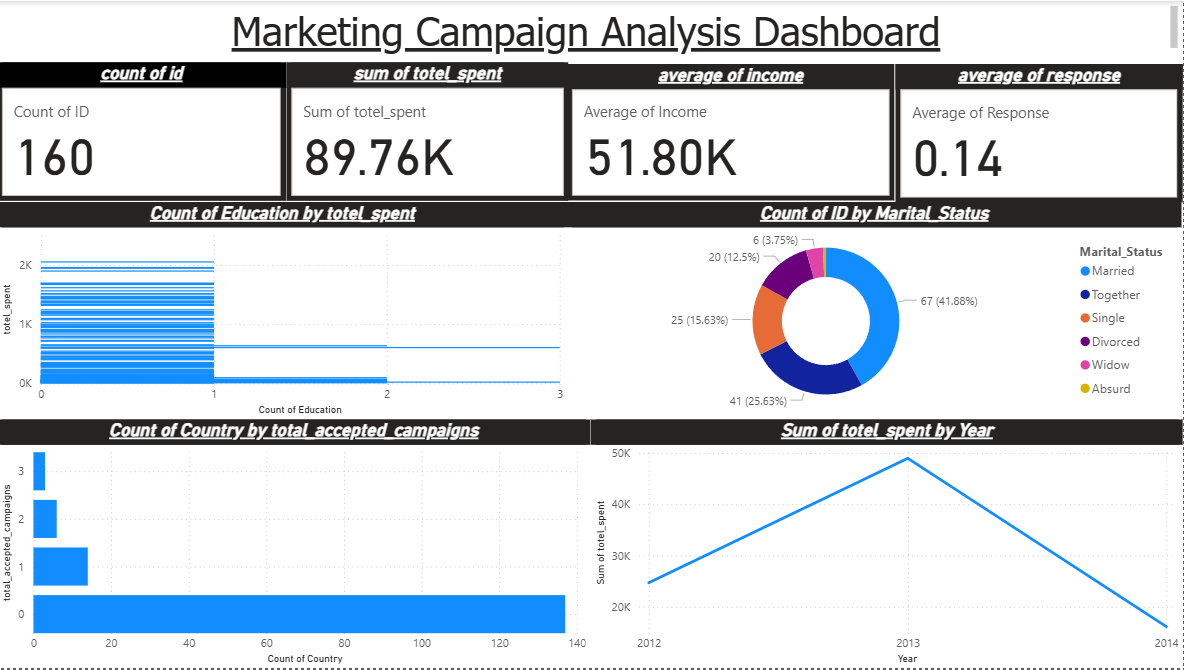 Marketing Campaign Analysis Dashboard
count of id
sum of totel_spent
average of income
average of response
Count of ID
160
Sum of totel_spent
89.76K
Average of Income
51.80K
Average of Response
0.14
Count of Education by totel_spent
Count of ID by Marital_Status
totel_spent
2K
1K
0K
0
1
2
3
Count of Education
6 (3.75%)
20 (12.5%)
25 (15.63%)
41 (25.63%)
67 (41.88%)
Marital_Status
Married
Together
Single
Divorced
Widow
Absurd
Count of Country by total_accepted_campaigns
Sum of totel_spent by Year
total_accepted_campaigns
3
2
1
0
0
20
40
60
80
100
120
140
Count of Country
Sum of totel_spent
50K
40K
30K
20K
2012
2013
2014
Year